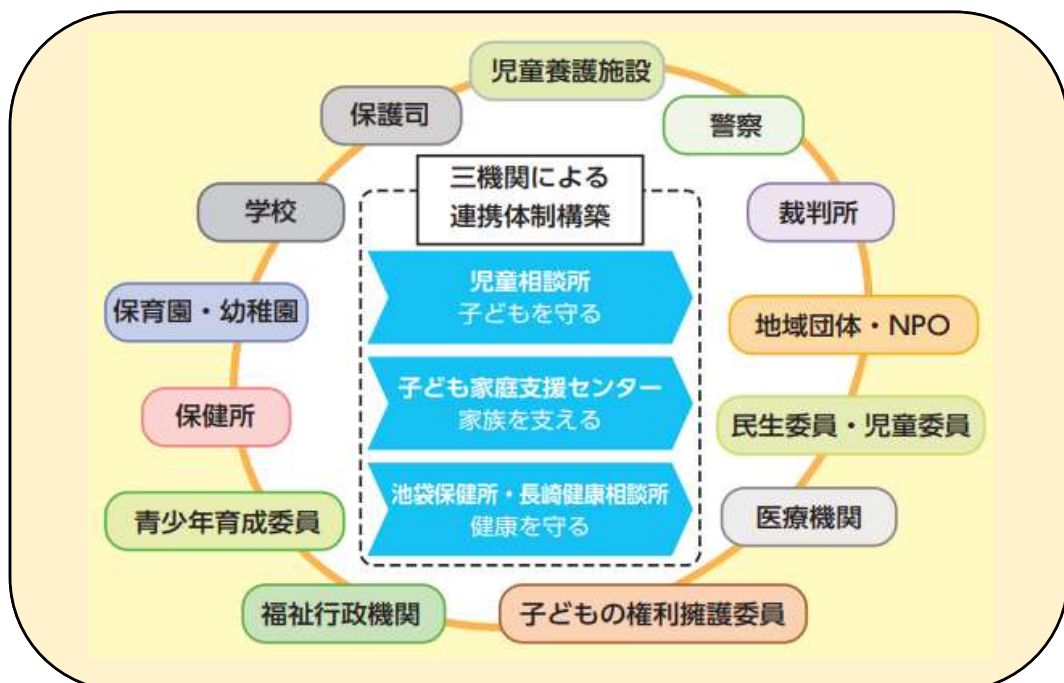 児童養護施設
保護司
警察
三機関による
連携体制構築
学校
裁判所
児童相談所
子どもを守る
保育園・幼稚園
地域団体・NPO
子ども家庭支援センター
家族を支える
保健所
民生委員・児童委員
池袋保健所・長崎健康相談所
健康を守る
青少年育成委員
医療機関
福祉行政機関
子どもの権利擁護委員